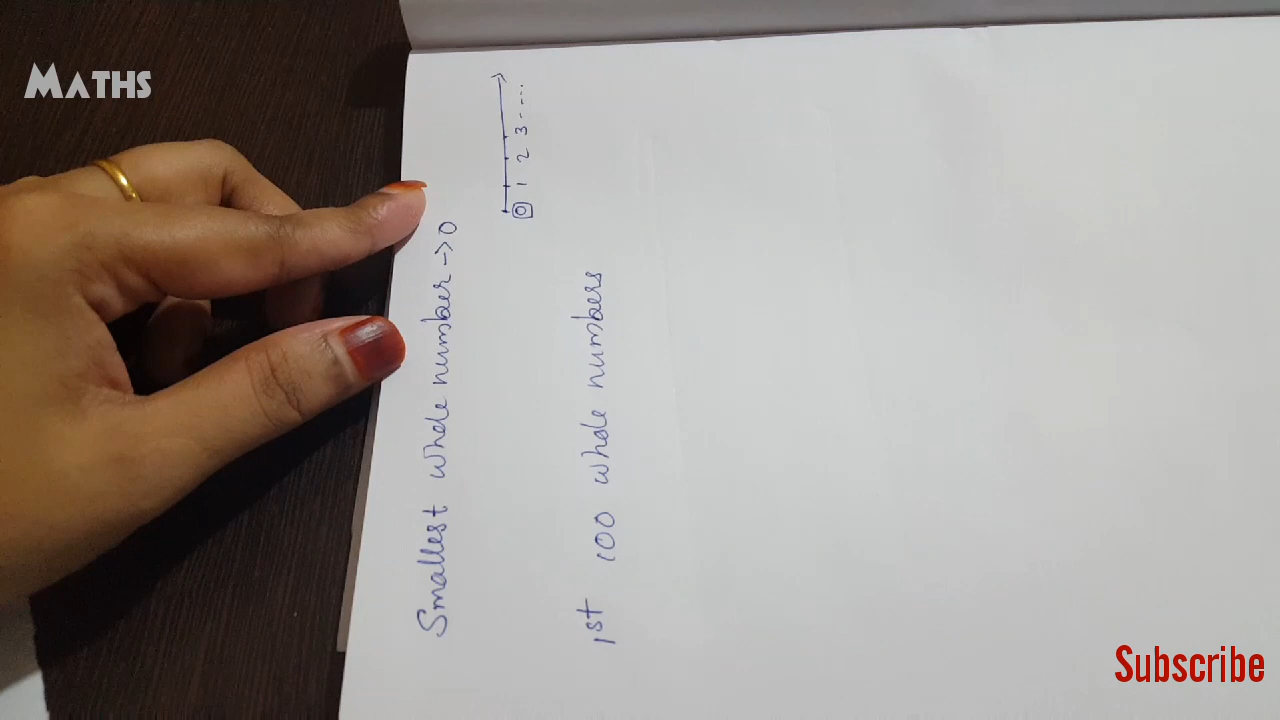 MATHS
Smallest whole number → 0
0 1 2 3 ....
1st 100 whole numbers
Subscribe